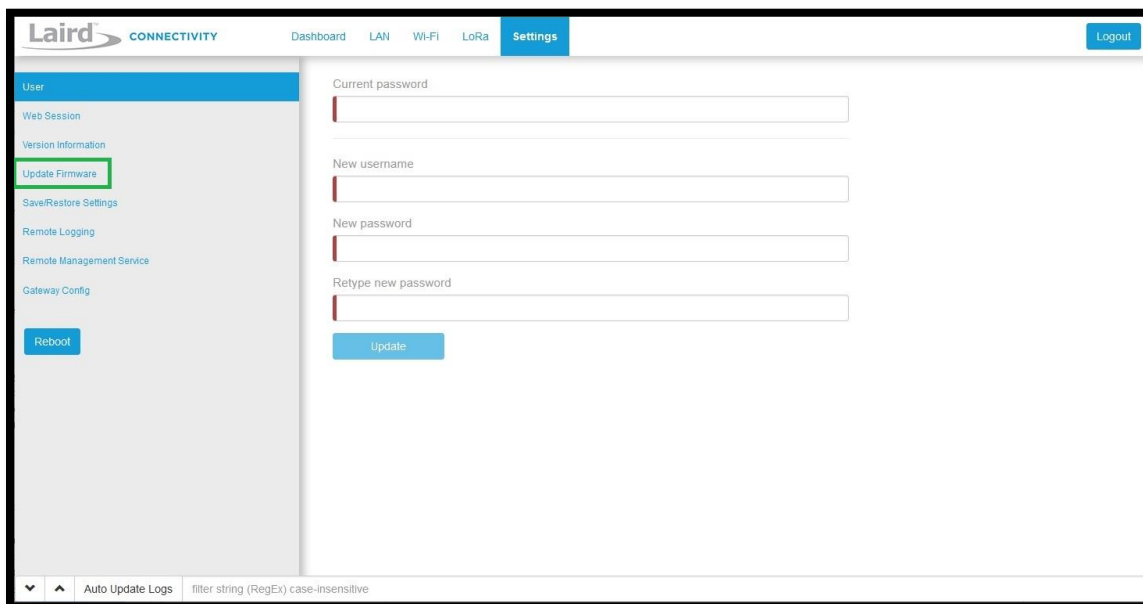 Laird™ CONNECTIVITY
Dashboard LAN Wi-Fi LoRa Settings Logout
User
Web Session
Version Information
Update Firmware
Save/Restore Settings
Remote Logging
Remote Management Service
Gateway Config
Reboot
Current password
New username
New password
Retype new password
Update
Auto Update Logs filter string (RegEx) case-insensitive